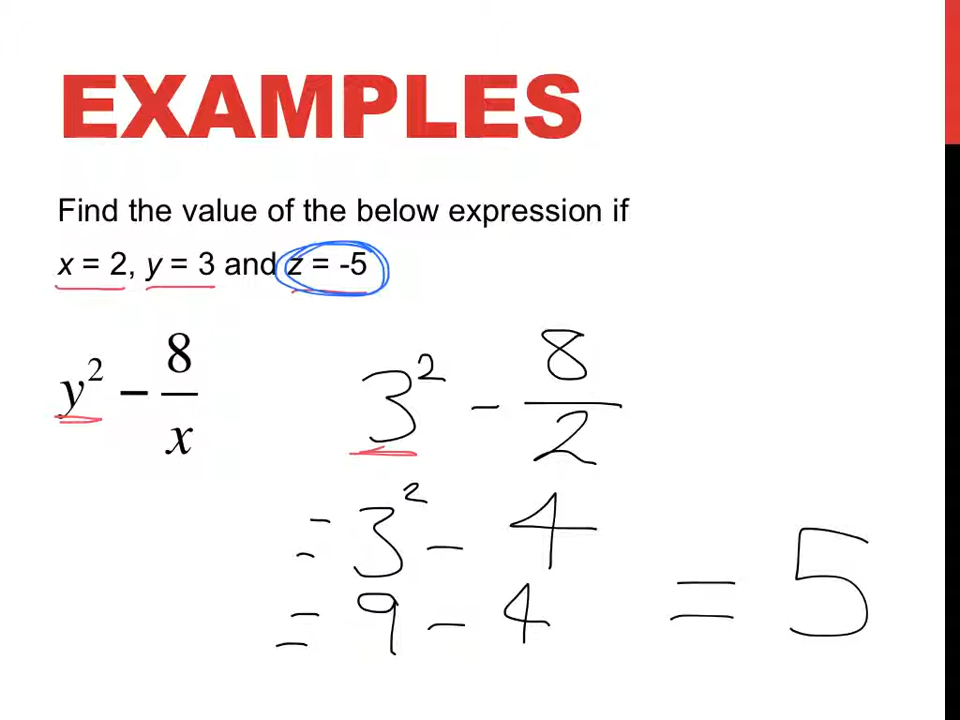 EXAMPLES
Find the value of the below expression if
x = 2, y = 3 and z = -5
y² − 8/x
3² − 8/2
= 3² − 4
= 9 − 4 = 5